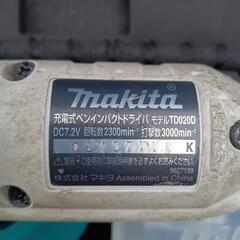 makita
充電式ペンインパクトドライバ モデルTD020D
DC7.2V 回転数2300min⁻¹ 打撃数3000min⁻¹
K
株式会社 マキタ Assembled in China